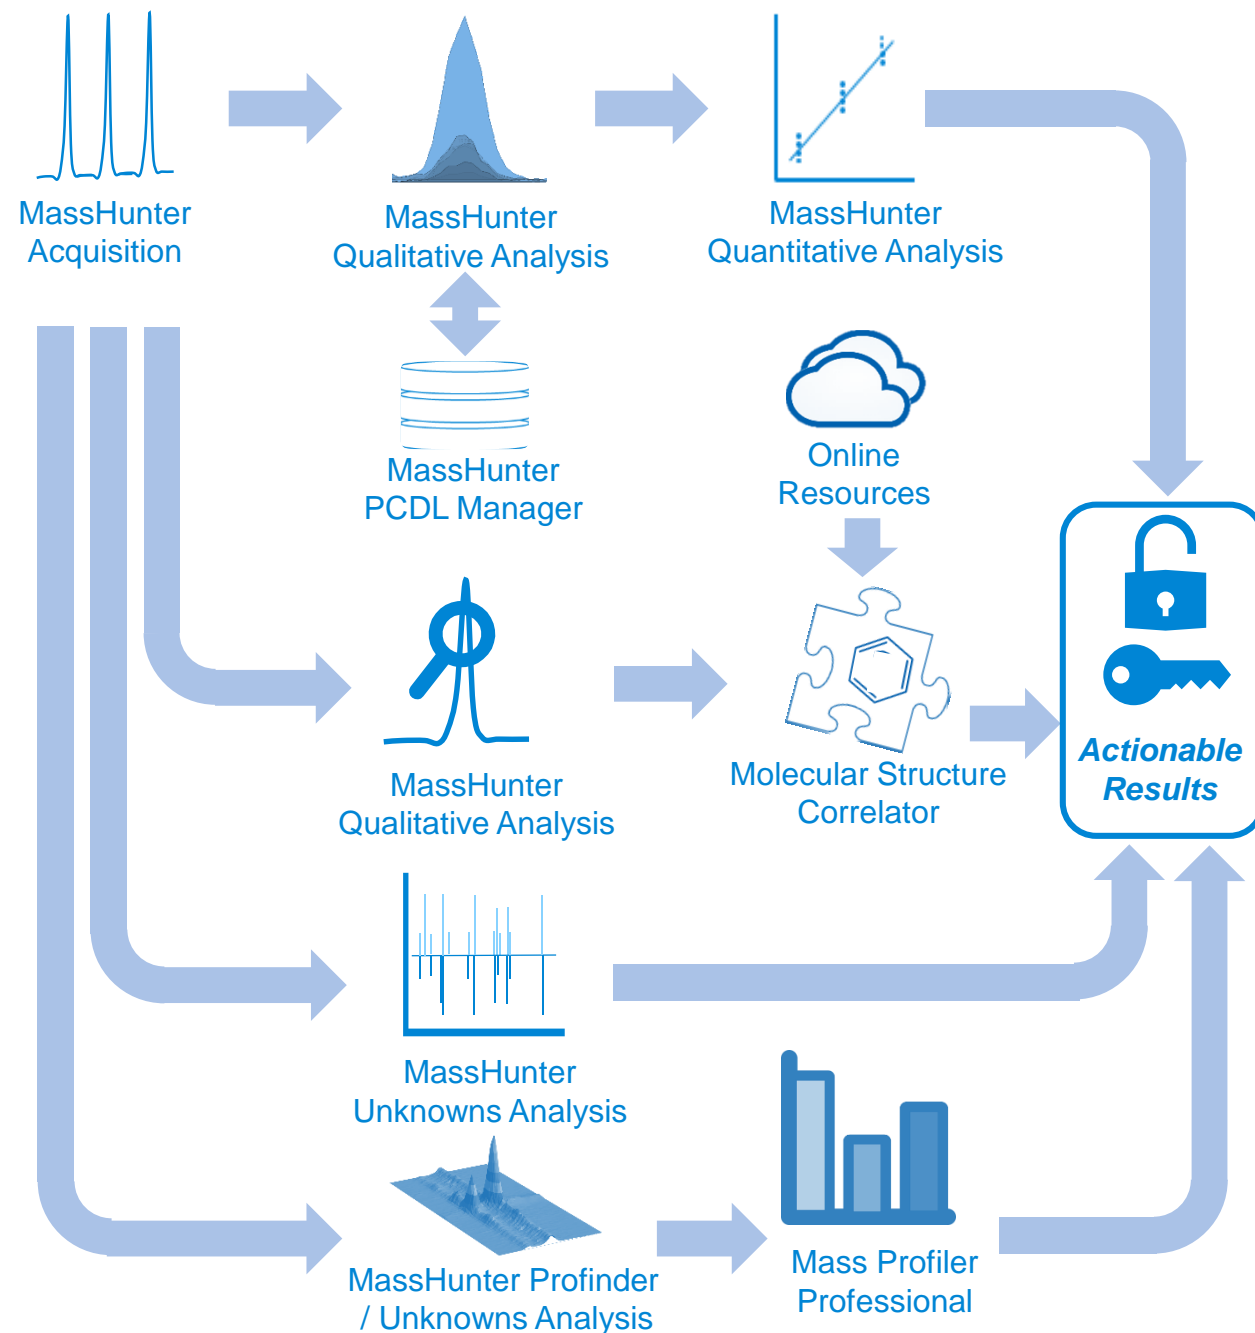 MassHunter
Acquisition
MassHunter
Qualitative Analysis
MassHunter
Quantitative Analysis
MassHunter
PCDL Manager
Online
Resources
MassHunter
Qualitative Analysis
Molecular Structure
Correlator
Actionable
Results
MassHunter
Unknowns Analysis
MassHunter Profinder
/ Unknowns Analysis
Mass Profiler
Professional